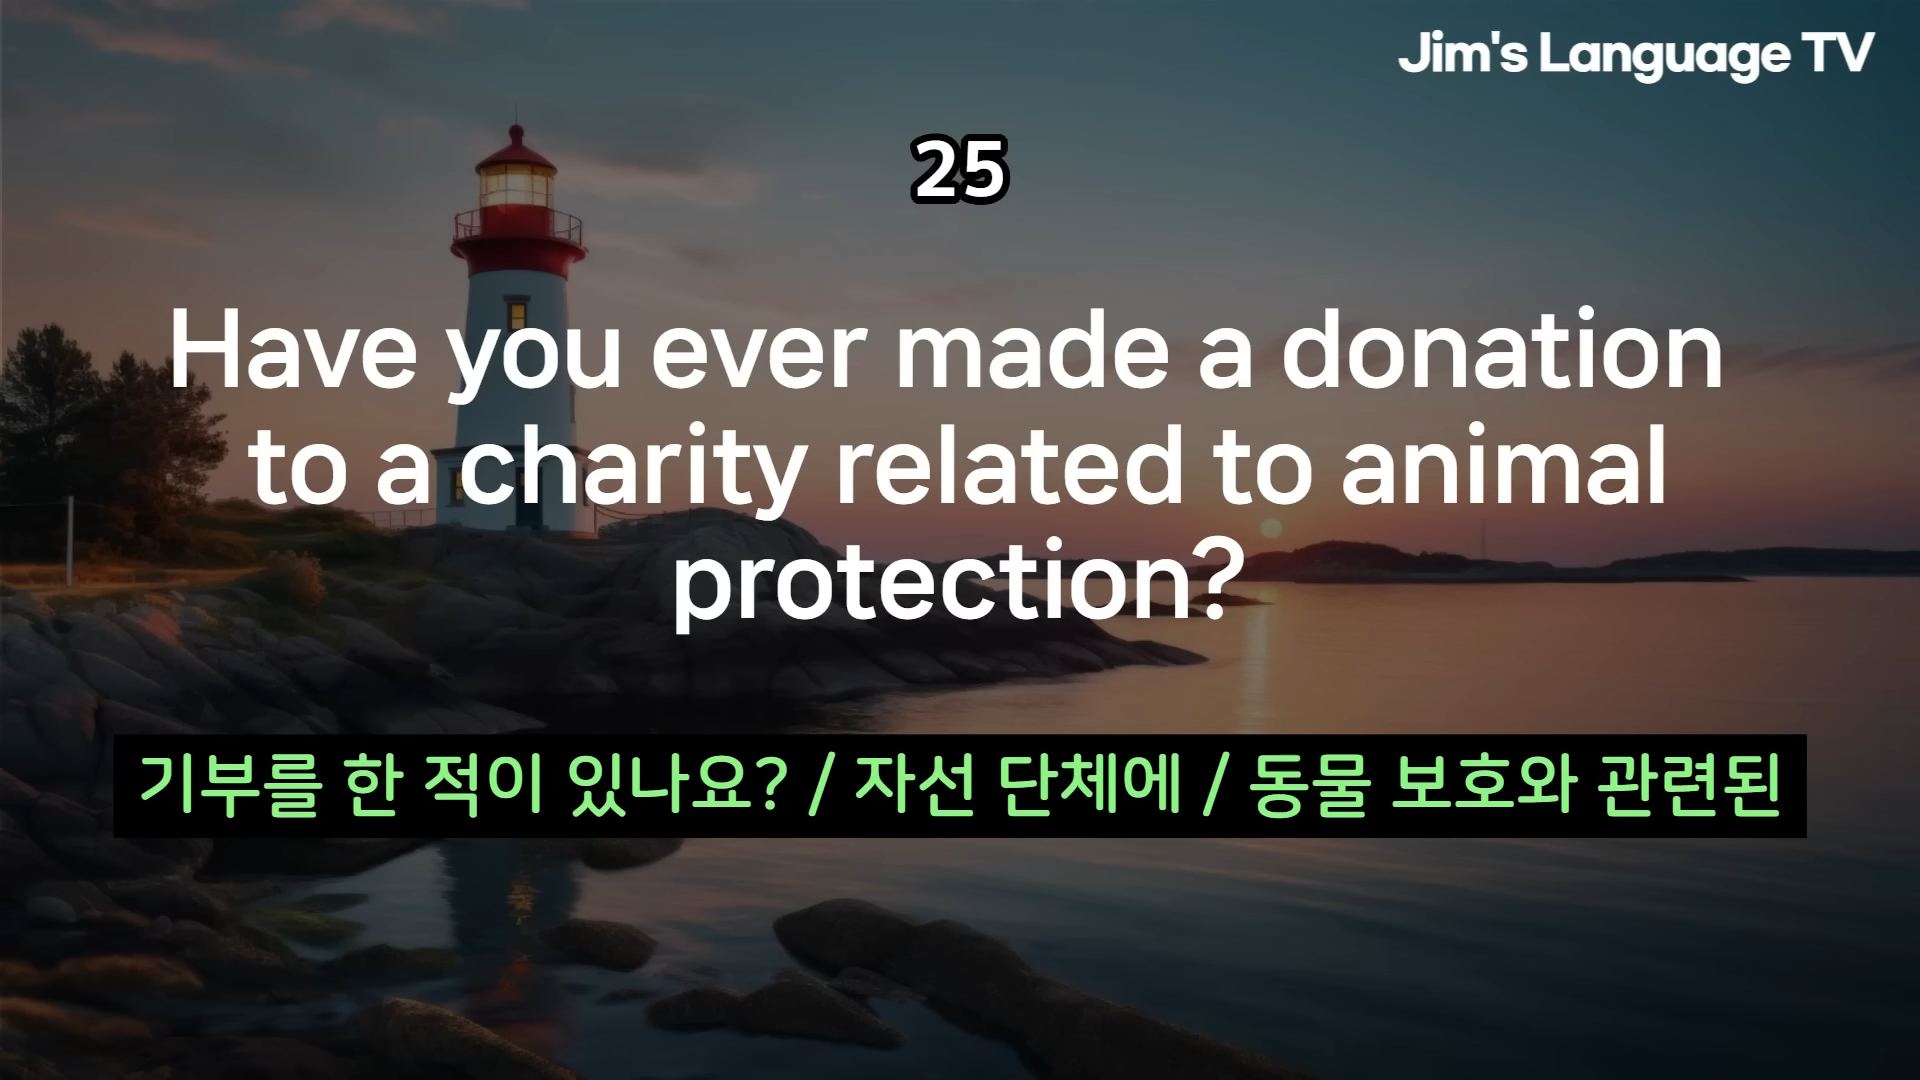 Jim's Language TV
25
Have you ever made a donation
to a charity related to animal
protection?
기부를 한 적이 있나요? / 자선 단체에 / 동물 보호와 관련된